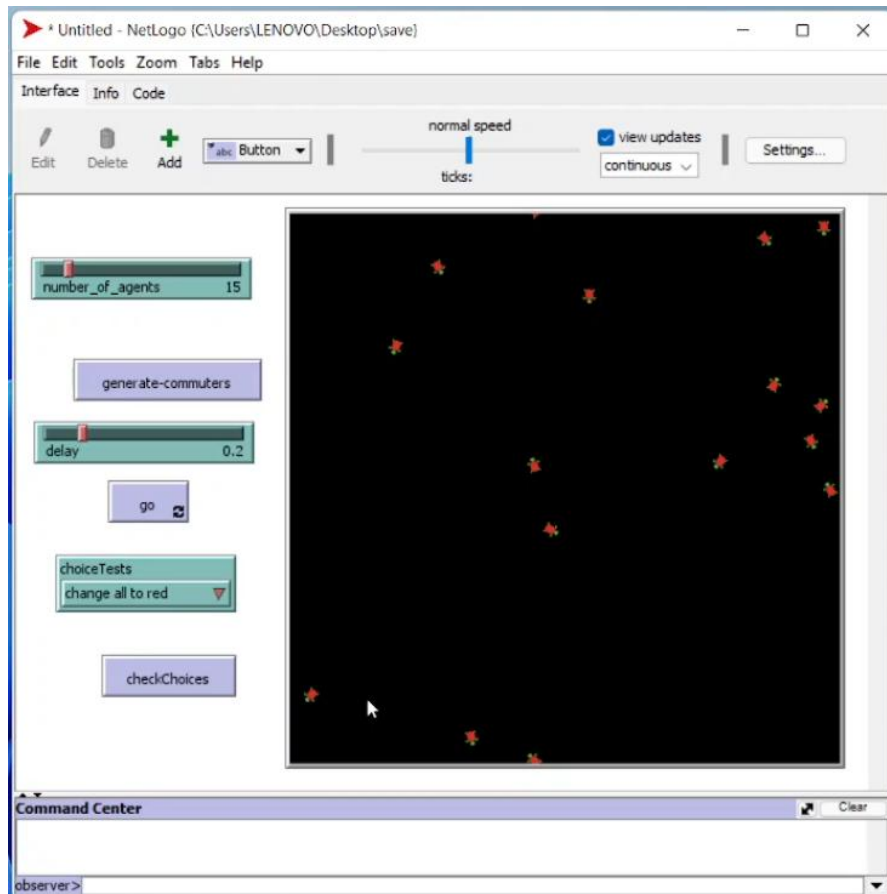 * Untitled - NetLogo {C:\Users\LENOVO\Desktop\save}
File Edit Tools Zoom Tabs Help
Interface Info Code
normal speed
view updates
abc Button
Edit Delete Add
continuous
Settings...
ticks:
number_of_agents 15
generate-commuters
delay 0.2
go
choiceTests
change all to red
checkChoices
Command Center Clear
observer>